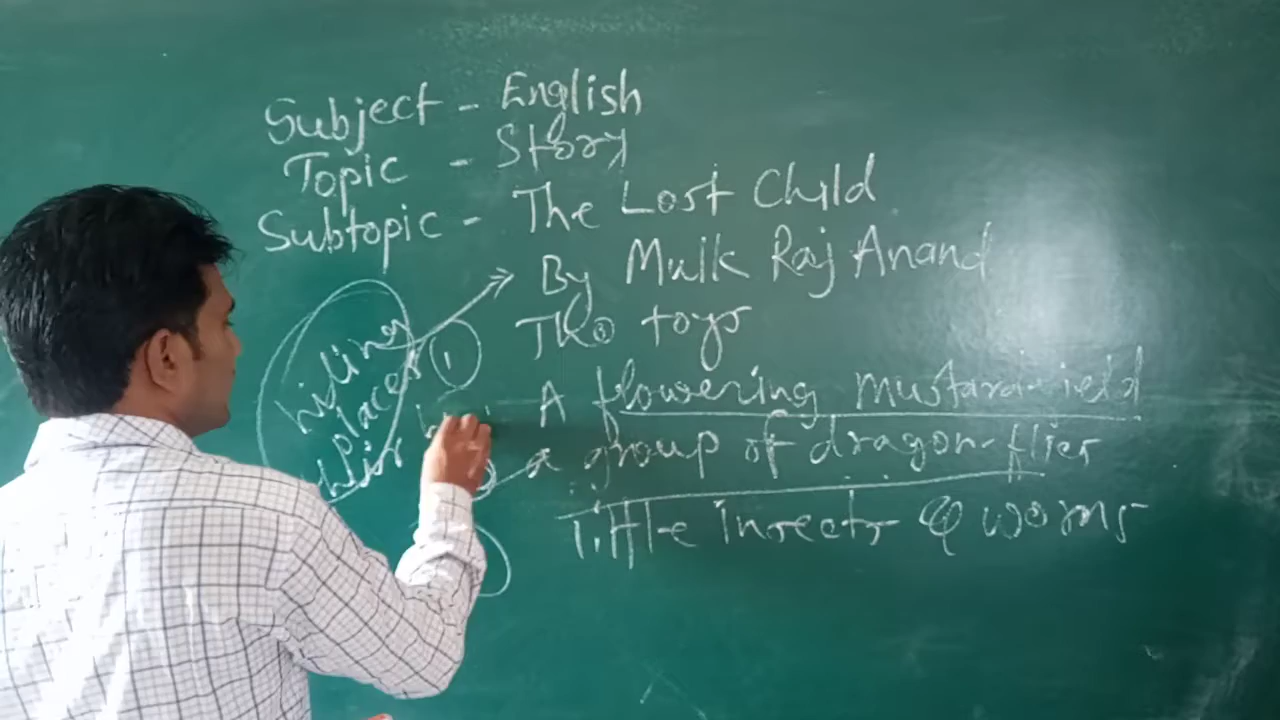 Subject - English
Topic - Story
Subtopic - The Lost Child
By Mulk Raj Anand
The toys
A flowering mustard-field
a group of dragon-flies
little insects & worms
hiding
places
1